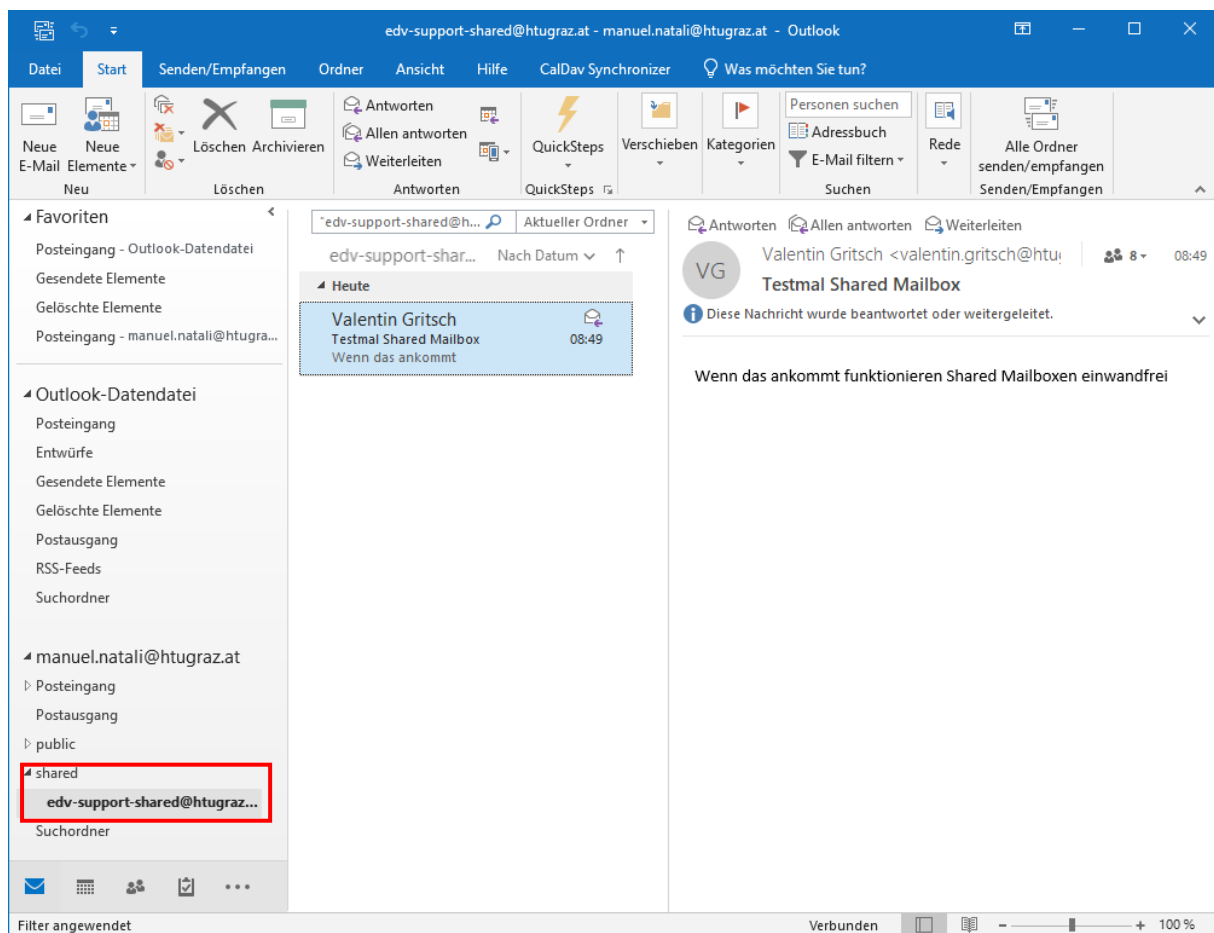 edv-support-shared@htugraz.at - manuel.natali@htugraz.at - Outlook
Datei Start Senden/Empfangen Ordner Ansicht Hilfe CalDav Synchronizer Was möchten Sie tun?
Neue E-Mail
Neue Elemente
Neu
Löschen Archivieren
Löschen
Antworten
Allen antworten
Weiterleiten
Antworten
QuickSteps
QuickSteps
Verschieben
Kategorien
Personen suchen
Adressbuch
E-Mail filtern
Suchen
Rede
Alle Ordner
senden/empfangen
Senden/Empfangen
Favoriten
Posteingang - Outlook-Datendatei
Gesendete Elemente
Gelöschte Elemente
Posteingang - manuel.natali@htugra...
Outlook-Datendatei
Posteingang
Entwürfe
Gesendete Elemente
Gelöschte Elemente
Postausgang
RSS-Feeds
Suchordner
manuel.natali@htugraz.at
Posteingang
Postausgang
public
shared
edv-support-shared@htugraz...
Suchordner
"edv-support-shared@h... Aktueller Ordner
edv-support-shar... Nach Datum
Heute
Valentin Gritsch
Testmal Shared Mailbox 08:49
Wenn das ankommt
Antworten Allen antworten Weiterleiten
VG
Valentin Gritsch <valentin.gritsch@htu 8 08:49
Testmal Shared Mailbox
Diese Nachricht wurde beantwortet oder weitergeleitet.
Wenn das ankommt funktionieren Shared Mailboxen einwandfrei
Filter angewendet Verbunden - + 100 %